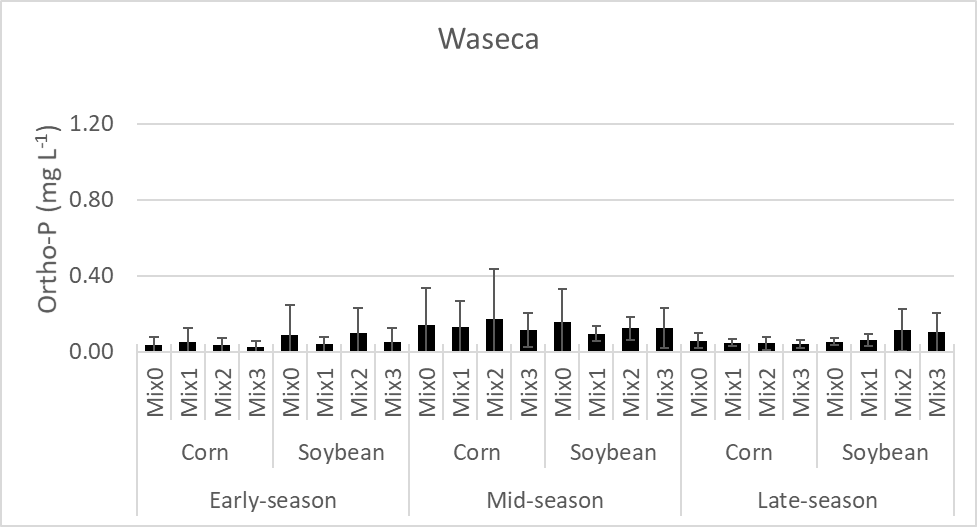 Waseca
Ortho-P (mg L-1)
1.20
0.80
0.40
0.00
Mix0 Mix1 Mix2 Mix3 Mix0 Mix1 Mix2 Mix3 Mix0 Mix1 Mix2 Mix3 Mix0 Mix1 Mix2 Mix3 Mix0 Mix1 Mix2 Mix3 Mix0 Mix1 Mix2 Mix3
Corn Soybean Corn Soybean Corn Soybean
Early-season Mid-season Late-season